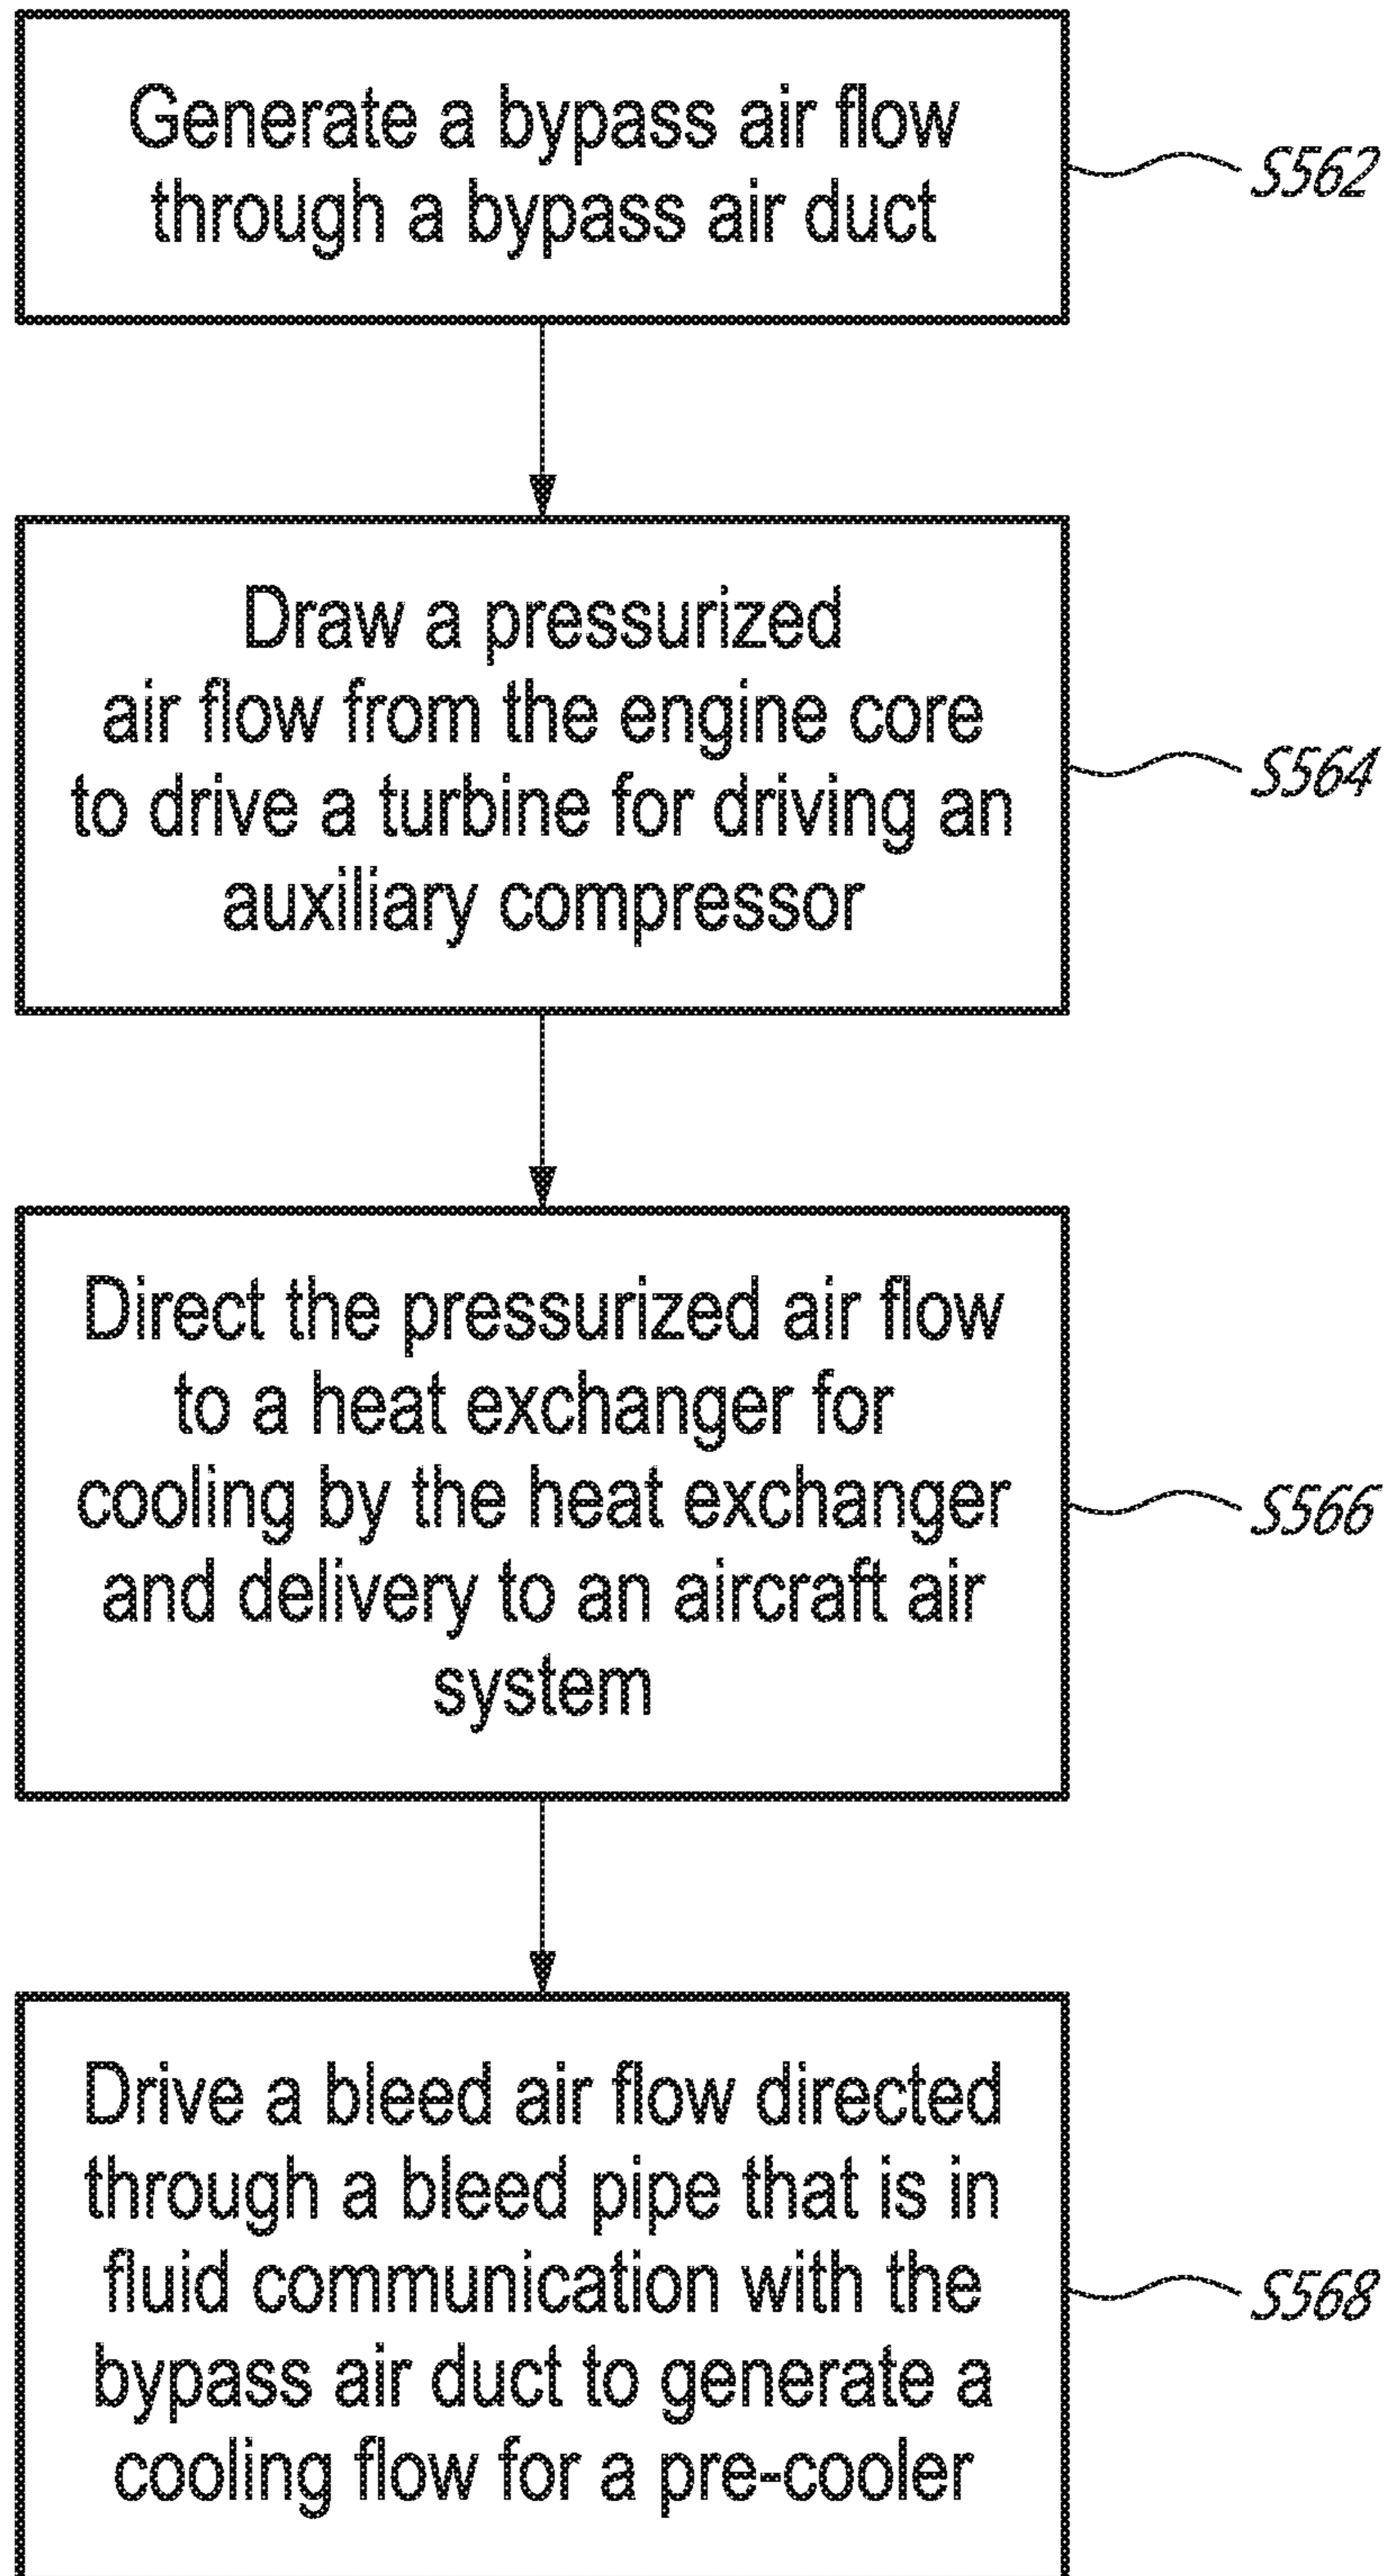 Generate a bypass air flow
through a bypass air duct
S562
Draw a pressurized
air flow from the engine core
to drive a turbine for driving an
auxiliary compressor
S564
Direct the pressurized air flow
to a heat exchanger for
cooling by the heat exchanger
and delivery to an aircraft air
system
S566
Drive a bleed air flow directed
through a bleed pipe that is in
fluid communication with the
bypass air duct to generate a
cooling flow for a pre-cooler
S568